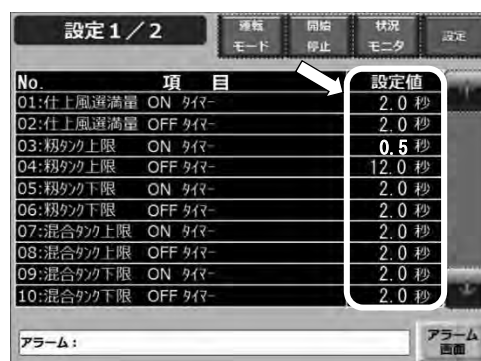 設定1／2
運転
モード
開始
停止
状況
モニタ
設定
No. 項 目 設定値
01:仕上風選満量 ON ﾀｲﾏｰ 2.0 秒
02:仕上風選満量 OFF ﾀｲﾏｰ 2.0 秒
03:籾ﾀﾝｸ上限 ON ﾀｲﾏｰ 0.5 秒
04:籾ﾀﾝｸ上限 OFF ﾀｲﾏｰ 12.0 秒
05:籾ﾀﾝｸ下限 ON ﾀｲﾏｰ 2.0 秒
06:籾ﾀﾝｸ下限 OFF ﾀｲﾏｰ 2.0 秒
07:混合ﾀﾝｸ上限 ON ﾀｲﾏｰ 2.0 秒
08:混合ﾀﾝｸ上限 OFF ﾀｲﾏｰ 2.0 秒
09:混合ﾀﾝｸ下限 ON ﾀｲﾏｰ 2.0 秒
10:混合ﾀﾝｸ下限 OFF ﾀｲﾏｰ 2.0 秒
アラーム：
アラーム
画面